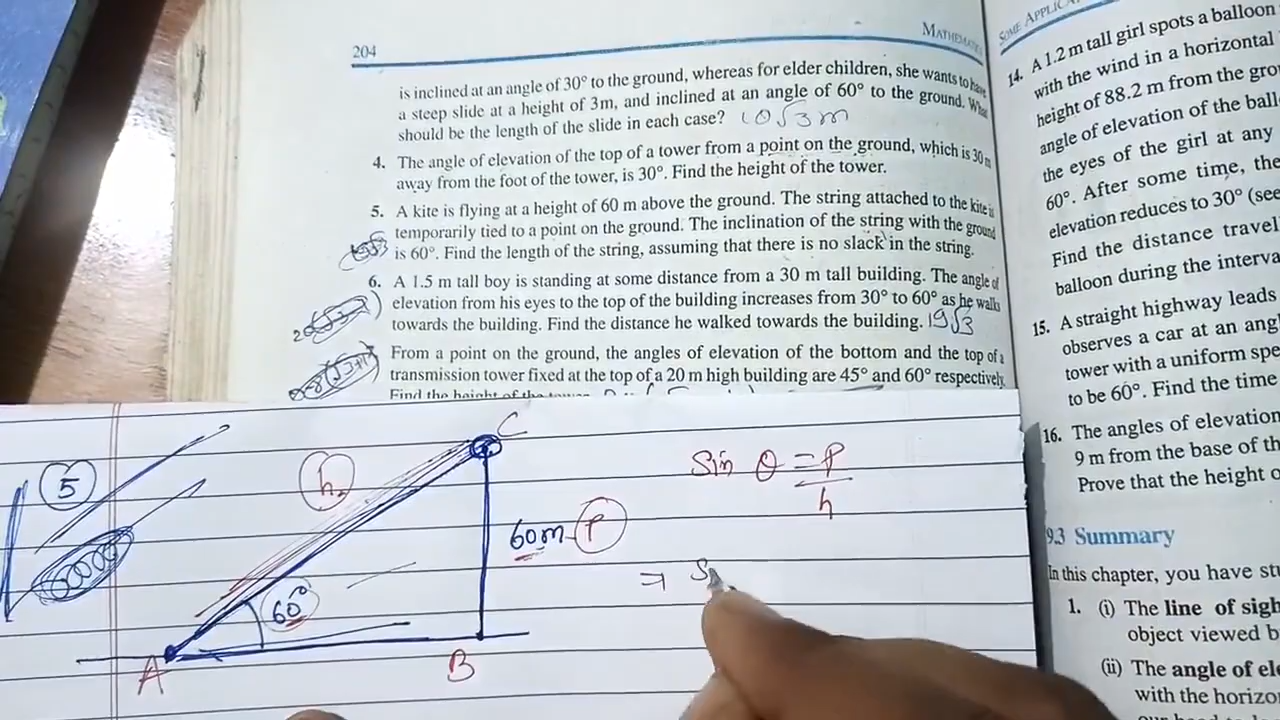 204
MATHEMA
is inclined at an angle of 30° to the ground, whereas for elder children, she wants to have
a steep slide at a height of 3m, and inclined at an angle of 60° to the ground. What
should be the length of the slide in each case? 10√3 m
4. The angle of elevation of the top of a tower from a point on the ground, which is 30 m
away from the foot of the tower, is 30°. Find the height of the tower.
5. A kite is flying at a height of 60 m above the ground. The string attached to the kite is
temporarily tied to a point on the ground. The inclination of the string with the ground
is 60°. Find the length of the string, assuming that there is no slack in the string.
6. A 1.5 m tall boy is standing at some distance from a 30 m tall building. The angle of
elevation from his eyes to the top of the building increases from 30° to 60° as he walks
towards the building. Find the distance he walked towards the building. 19√3
From a point on the ground, the angles of elevation of the bottom and the top of a
transmission tower fixed at the top of a 20 m high building are 45° and 60° respectively.
Find the height of the tower.
5
h
C
60m
P
60°
A
B
Sin θ = P
h
⇒ S
SOME APPLICA
14. A 1.2 m tall girl spots a balloon
with the wind in a horizontal
height of 88.2 m from the gro
angle of elevation of the ball
the eyes of the girl at any
60°. After some time, the
elevation reduces to 30° (see
Find the distance travel
balloon during the interva
15. A straight highway leads
observes a car at an angl
tower with a uniform spe
to be 60°. Find the time
16. The angles of elevation
9 m from the base of th
Prove that the height o
9.3 Summary
In this chapter, you have stu
1. (i) The line of sigh
object viewed b
(ii) The angle of ele
with the horizo